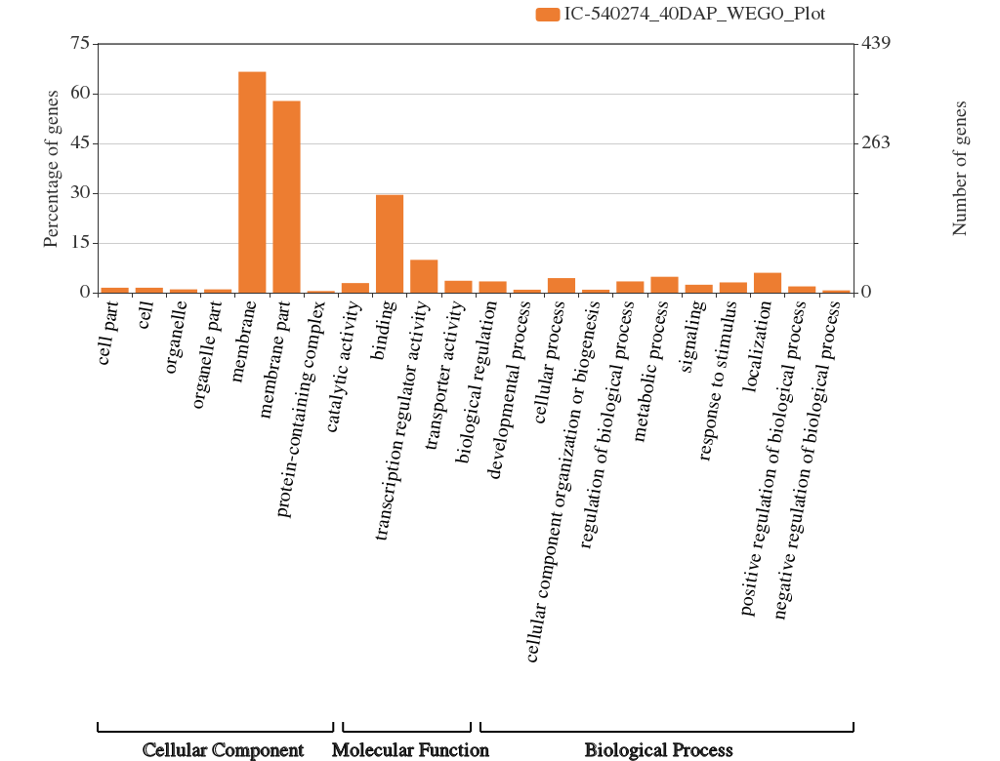 IC-540274_40DAP_WEGO_Plot
Percentage of genes
75
60
45
30
15
0
439
263
0
Number of genes
cell part
cell
organelle
organelle part
membrane
membrane part
protein-containing complex
catalytic activity
binding
transcription regulator activity
transporter activity
biological regulation
developmental process
cellular process
cellular component organization or biogenesis
regulation of biological process
metabolic process
signaling
response to stimulus
localization
positive regulation of biological process
negative regulation of biological process
Cellular Component
Molecular Function
Biological Process